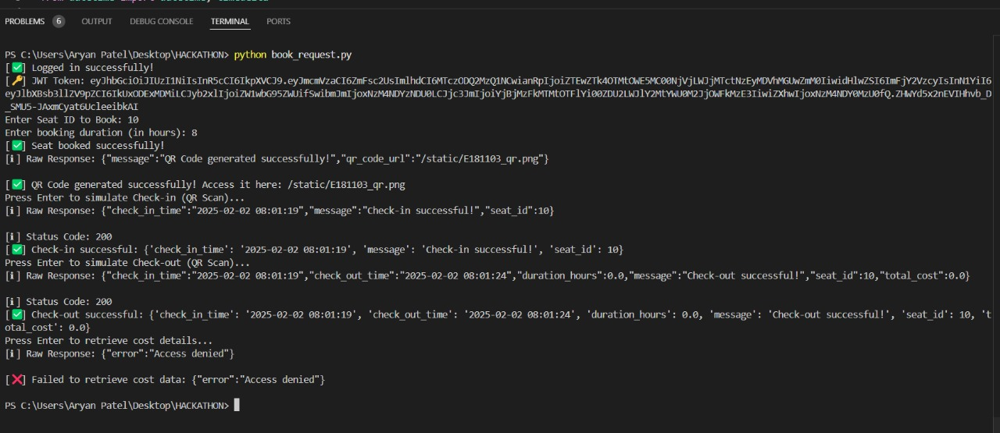 PROBLEMS 6 OUTPUT DEBUG CONSOLE TERMINAL PORTS
PS C:\Users\Aryan Patel\Desktop\HACKATHON> python book_request.py
[✅] Logged in successfully!
[🔑] JWT Token:
Enter Seat ID to Book: 10
Enter booking duration (in hours): 8
[✅] Seat booked successfully!
[ℹ] Raw Response: {"message":"QR Code generated successfully!","qr_code_url":"/static/E181103_qr.png"}
[✅] QR Code generated successfully! Access it here: /static/E181103_qr.png
Press Enter to simulate Check-in (QR Scan)...
[ℹ] Raw Response: {"check_in_time":"2025-02-02 08:01:19","message":"Check-in successful!","seat_id":10}
[ℹ] Status Code: 200
[✅] Check-in successful: {'check_in_time': '2025-02-02 08:01:19', 'message': 'Check-in successful!', 'seat_id': 10}
Press Enter to simulate Check-out (QR Scan)...
[ℹ] Raw Response: {"check_in_time":"2025-02-02 08:01:19","check_out_time":"2025-02-02 08:01:24","duration_hours":0.0,"message":"Check-out successful!","seat_id":10,"total_cost":0.0}
[ℹ] Status Code: 200
[✅] Check-out successful: {'check_in_time': '2025-02-02 08:01:19', 'check_out_time': '2025-02-02 08:01:24', 'duration_hours': 0.0, 'message': 'Check-out successful!', 'seat_id': 10, 't
otal_cost': 0.0}
Press Enter to retrieve cost details...
[ℹ] Raw Response: {"error":"Access denied"}
[❌] Failed to retrieve cost data: {"error":"Access denied"}
PS C:\Users\Aryan Patel\Desktop\HACKATHON>